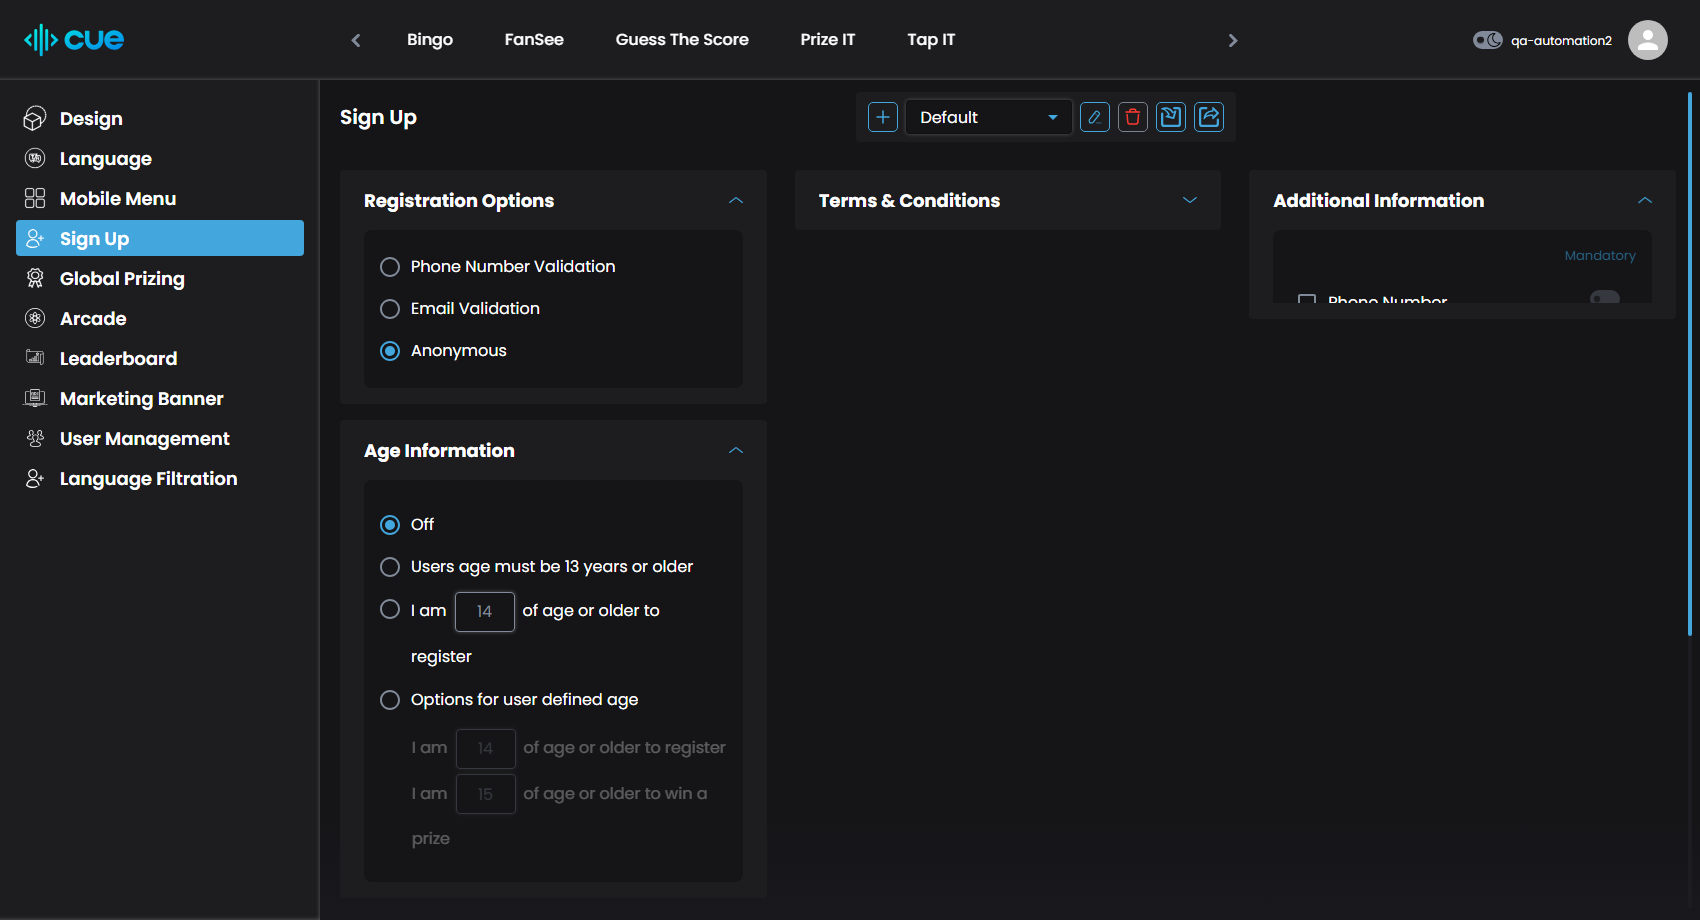 cue
Bingo
FanSee
Guess The Score
Prize IT
Tap IT
qa-automation2
Design
Language
Mobile Menu
Sign Up
Global Prizing
Arcade
Leaderboard
Marketing Banner
User Management
Language Filtration
Sign Up
Default
Registration Options
Phone Number Validation
Email Validation
Anonymous
Age Information
Off
Users age must be 13 years or older
I am 14 of age or older to
register
Options for user defined age
I am 14 of age or older to register
I am 15 of age or older to win a
prize
Terms & Conditions
Additional Information
Mandatory
Phone Number